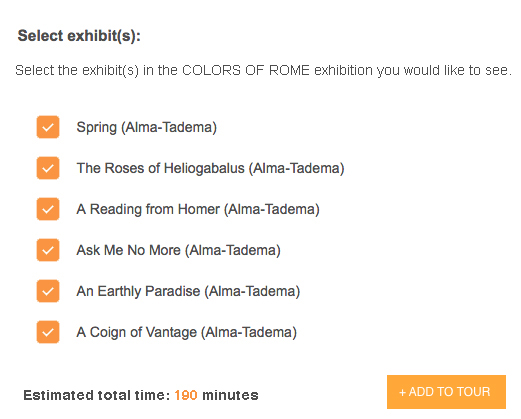 Select exhibit(s):
Select the exhibit(s) in the COLORS OF ROME exhibition you would like to see.
Spring (Alma-Tadema)
The Roses of Heliogabalus (Alma-Tadema)
A Reading from Homer (Alma-Tadema)
Ask Me No More (Alma-Tadema)
An Earthly Paradise (Alma-Tadema)
A Coign of Vantage (Alma-Tadema)
Estimated total time: 190 minutes
+ ADD TO TOUR